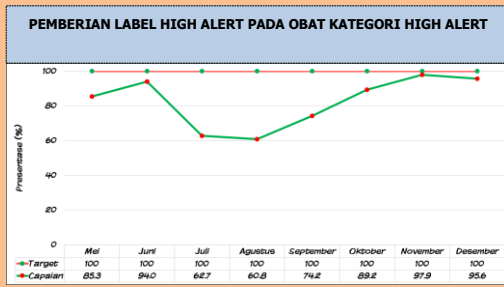 PEMBERIAN LABEL HIGH ALERT PADA OBAT KATEGORI HIGH ALERT
100
80
60
40
20
0
Presentase (%)
Mei Juni Juli Agustus September Oktober November Desember
Target 100 100 100 100 100 100 100 100
Capaian 85.3 94.0 62.7 60.8 74.2 89.2 97.9 95.6